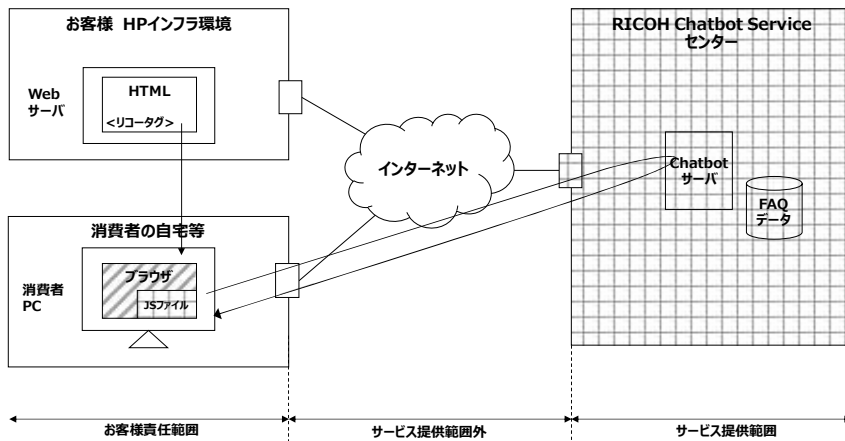 お客様 HPインフラ環境
Web
サーバ
HTML
<リコータグ>
RICOH Chatbot Service
センター
インターネット
Chatbot
サーバ
FAQ
データ
消費者の自宅等
消費者
PC
ブラウザ
JSファイル
お客様責任範囲
サービス提供範囲外
サービス提供範囲